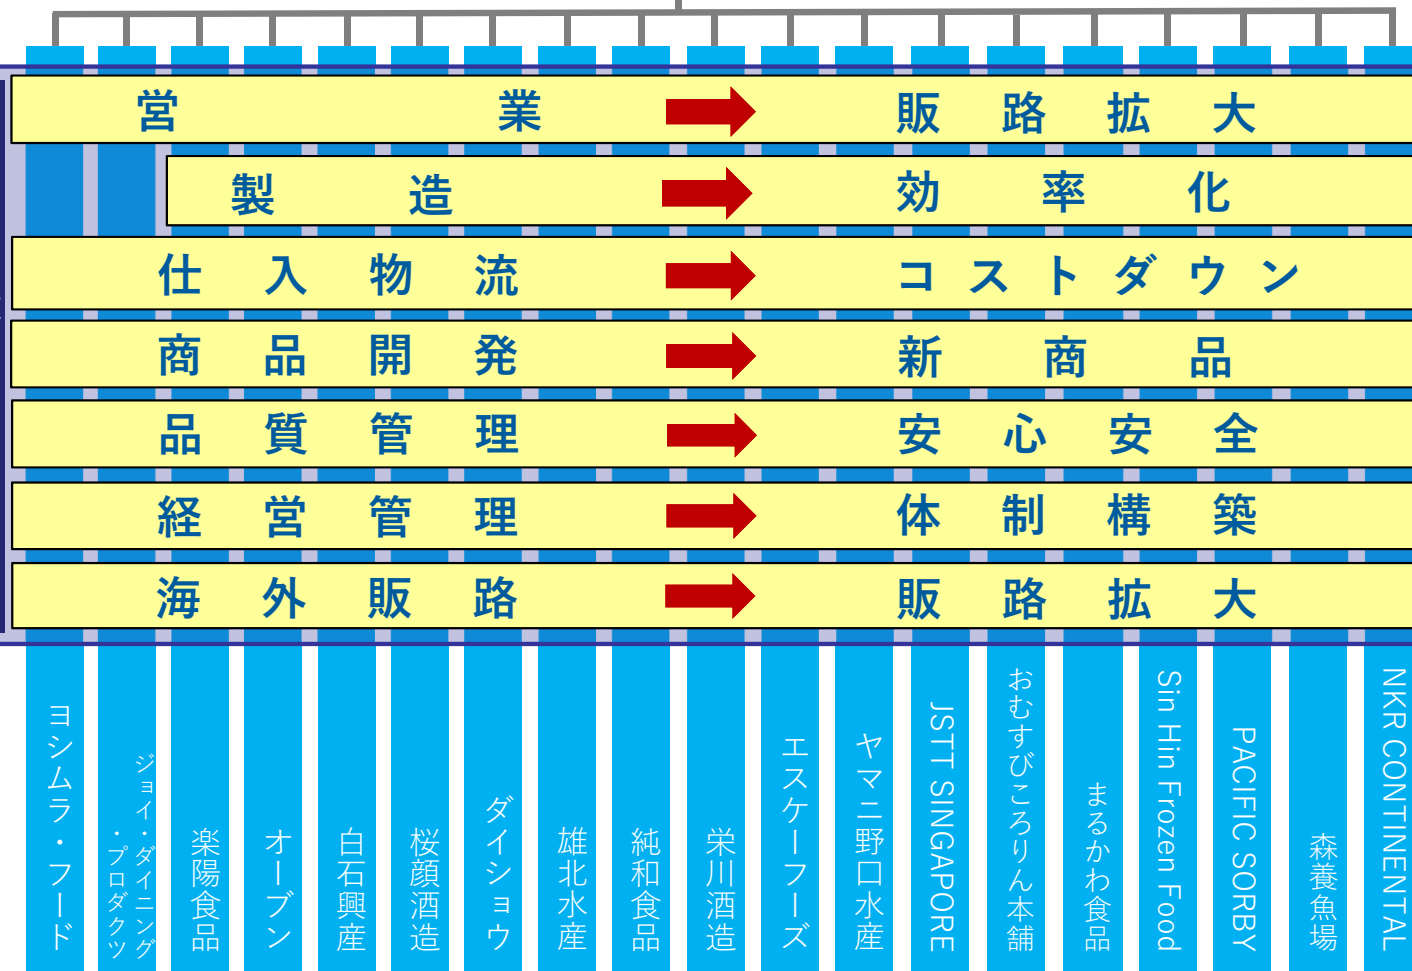 営業 販路拡大
製造 効率化
仕入物流 コストダウン
商品開発 新商品
品質管理 安心安全
経営管理 体制構築
海外販路 販路拡大
ヨシムラ・フード
ジョイ・ダイニング
・プロダクツ
楽陽食品
オーブン
白石興産
桜顔酒造
ダイショウ
雄北水産
純和食品
栄川酒造
エスケーフーズ
ヤマニ野口水産
JSTT SINGAPORE
おむすびころりん本舗
まるかわ食品
Sin Hin Frozen Food
PACIFIC SORBY
森養魚場
NKR CONTINENTAL